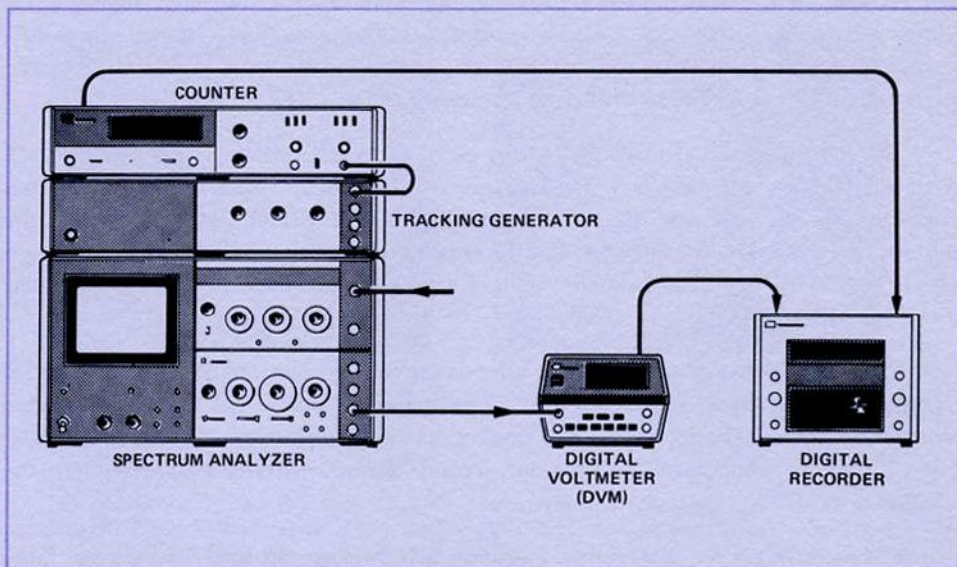 COUNTER
TRACKING GENERATOR
SPECTRUM ANALYZER
DIGITAL
VOLTMETER
(DVM)
DIGITAL
RECORDER